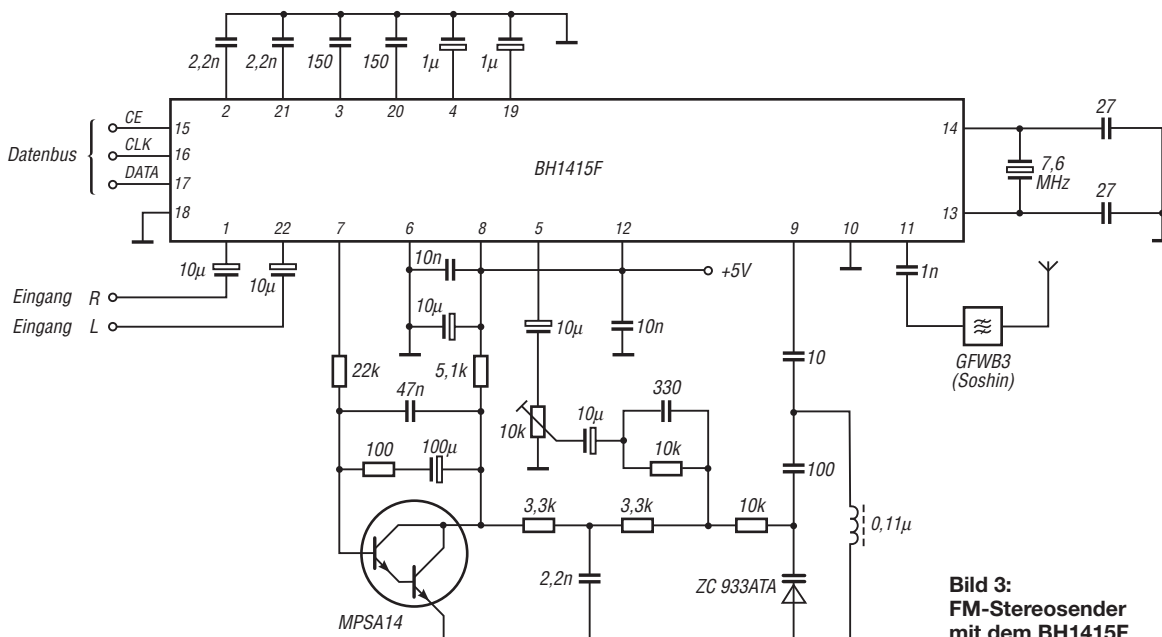 2,2n 2,2n 150 150 1µ 1µ
2 21 3 20 4 19
Datenbus
CE 15
CLK 16
DATA 17
18
BH1415F
14
13
27
7,6
MHz
27
1 22 7 6 8 5 12 9 10 11
10µ 10µ
Eingang R
Eingang L
10n
+5V
10µ
10µ
10n
1n
22k
5,1k
10
GFWB3
(Soshin)
47n
330
10k
10µ
10k
100
100µ
100
3,3k 3,3k 10k
0,11µ
2,2n
ZC 933ATA
MPSA14
Bild 3:
FM-Stereosender
mit dem BH1415F